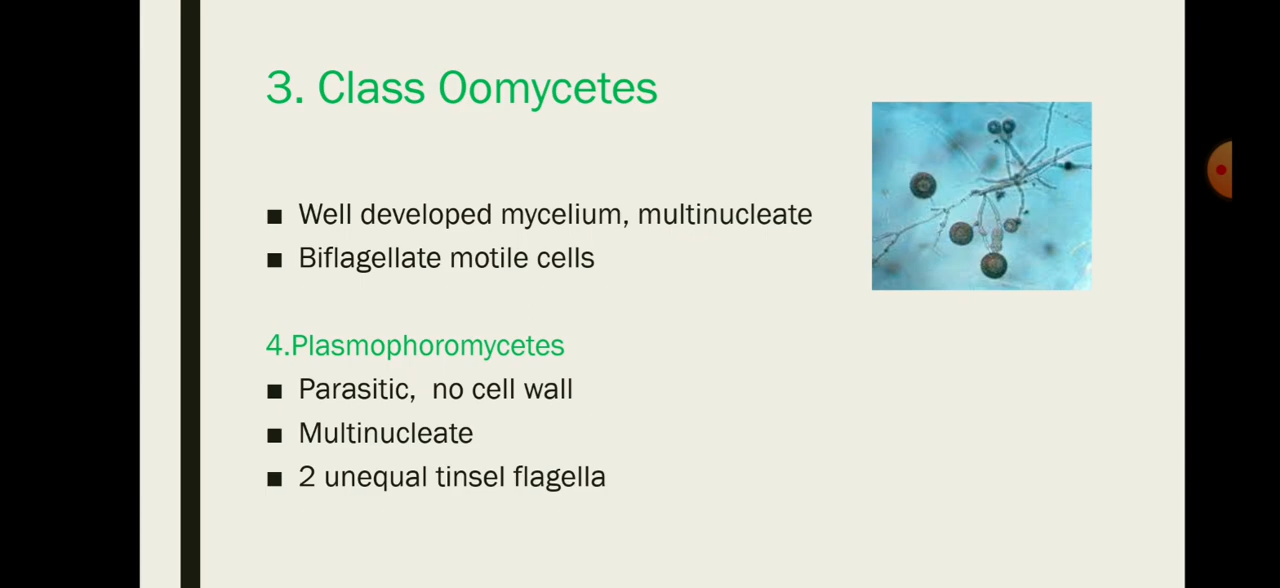 3. Class Oomycetes
■ Well developed mycelium, multinucleate
■ Biflagellate motile cells
4.Plasmophoromycetes
■ Parasitic, no cell wall
■ Multinucleate
■ 2 unequal tinsel flagella